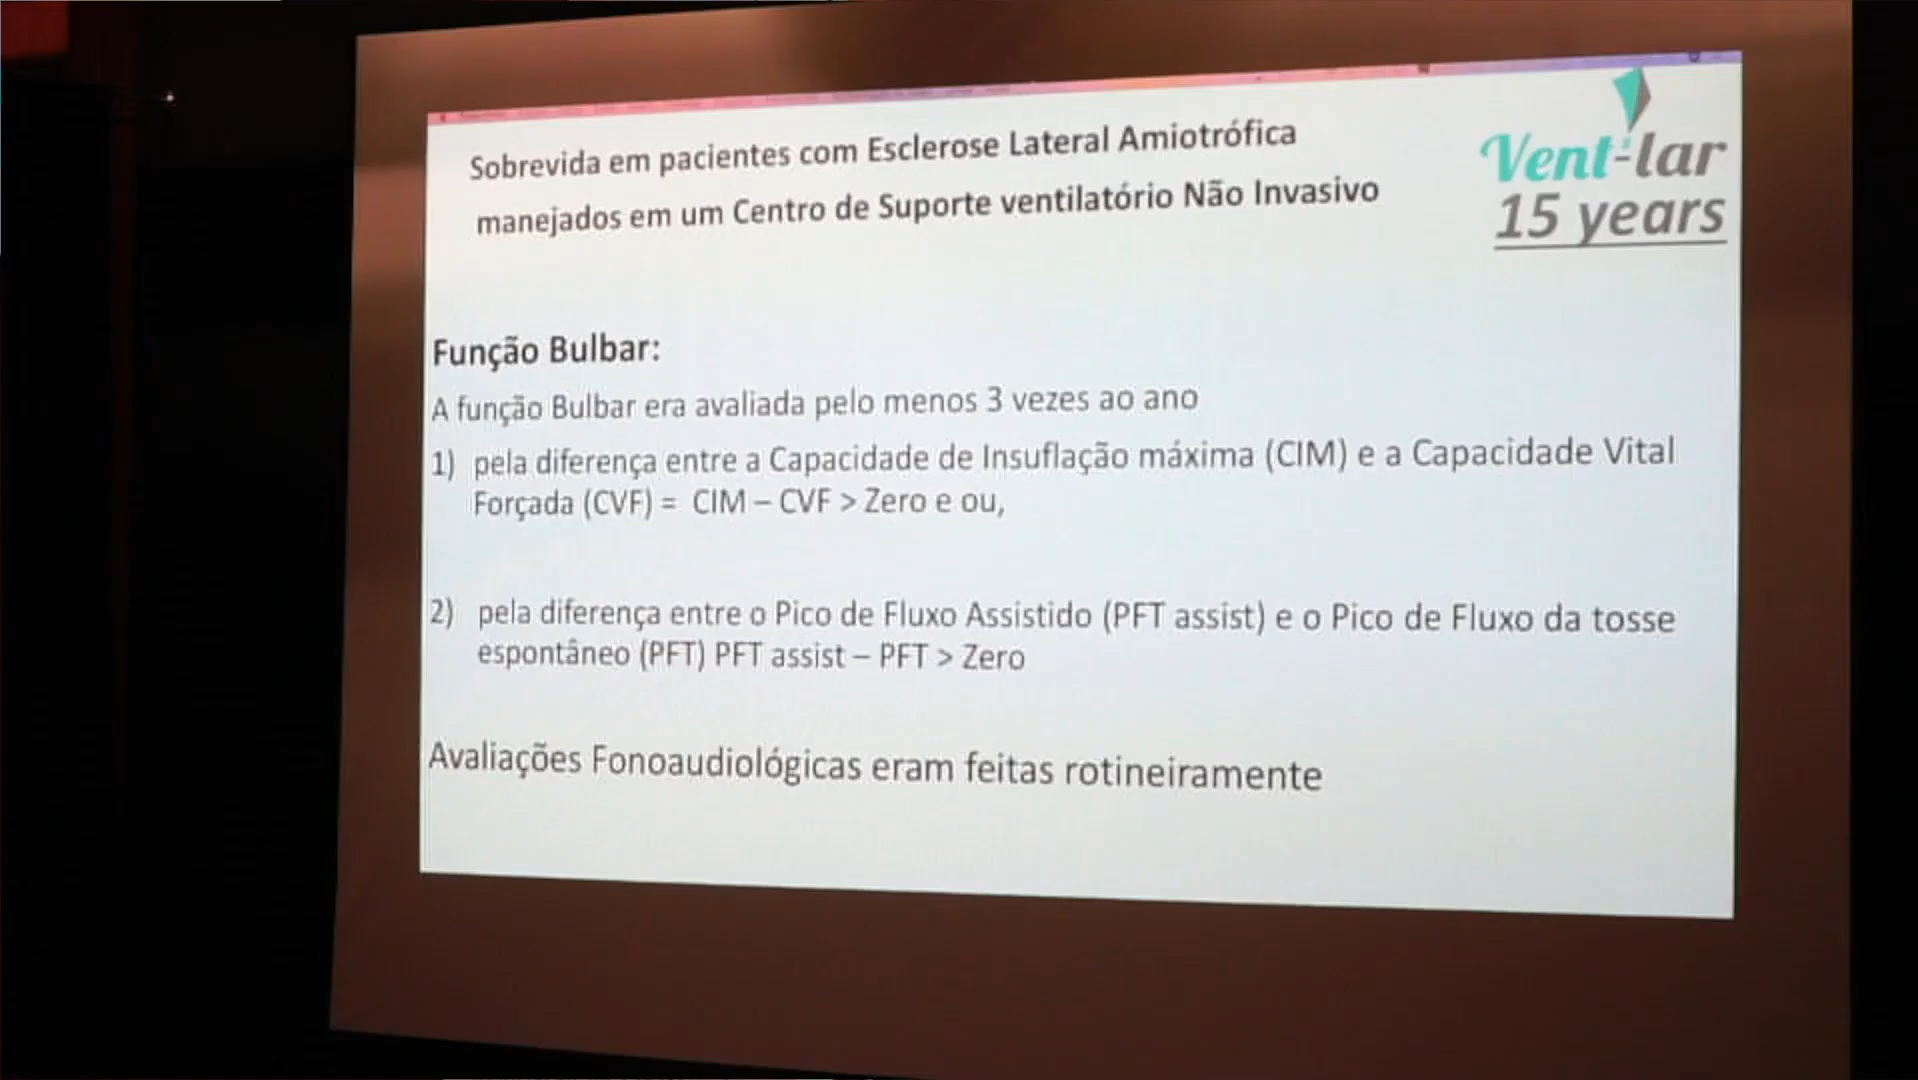 Sobrevida em pacientes com Esclerose Lateral Amiotrófica
manejados em um Centro de Suporte ventilatório Não Invasivo
Vent-lar
15 years
Função Bulbar:
A função Bulbar era avaliada pelo menos 3 vezes ao ano
1) pela diferença entre a Capacidade de Insuflação máxima (CIM) e a Capacidade Vital
Forçada (CVF) = CIM – CVF > Zero e ou,
2) pela diferença entre o Pico de Fluxo Assistido (PFT assist) e o Pico de Fluxo da tosse
espontâneo (PFT) PFT assist – PFT > Zero
Avaliações Fonoaudiológicas eram feitas rotineiramente